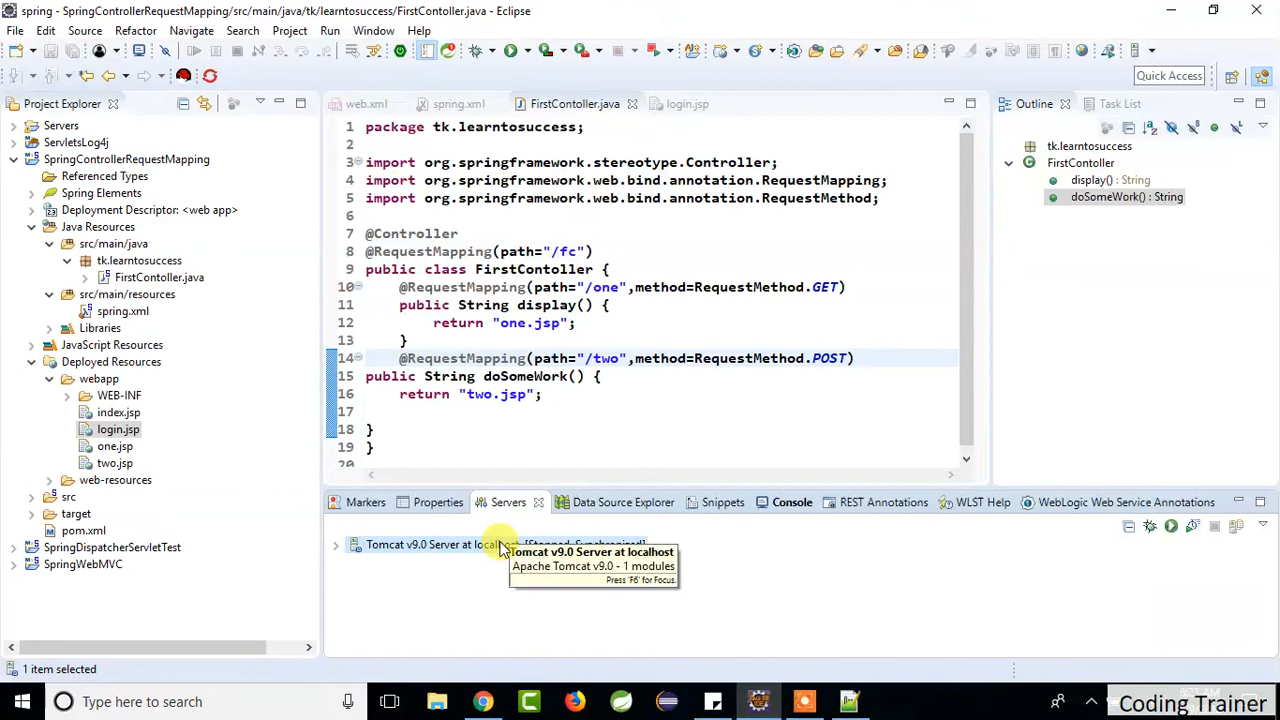 spring - SpringControllerRequestMapping/src/main/java/tk/learntosuccess/FirstContoller.java - Eclipse
File Edit Source Refactor Navigate Search Project Run Window Help
Quick Access
Project Explorer
Servers
ServletsLog4j
SpringControllerRequestMapping
Referenced Types
Spring Elements
Deployment Descriptor: <web app>
Java Resources
src/main/java
tk.learntosuccess
FirstContoller.java
src/main/resources
spring.xml
Libraries
JavaScript Resources
Deployed Resources
webapp
WEB-INF
index.jsp
login.jsp
one.jsp
two.jsp
web-resources
src
target
pom.xml
SpringDispatcherServletTest
SpringWebMVC
web.xml spring.xml FirstContoller.java login.jsp
1 package tk.learntosuccess;
2
3 import org.springframework.stereotype.Controller;
4 import org.springframework.web.bind.annotation.RequestMapping;
5 import org.springframework.web.bind.annotation.RequestMethod;
6
7 @Controller
8 @RequestMapping(path="/fc")
9 public class FirstContoller {
10 @RequestMapping(path="/one",method=RequestMethod.GET)
11 public String display() {
12 return "one.jsp";
13 }
14 @RequestMapping(path="/two",method=RequestMethod.POST)
15 public String doSomeWork() {
16 return "two.jsp";
17
18 }
19 }
20
Outline Task List
tk.learntosuccess
FirstContoller
display() : String
doSomeWork() : String
Markers Properties Servers Data Source Explorer Snippets Console REST Annotations WLST Help WebLogic Web Service Annotations
Tomcat v9.0 Server at localhost [Stopped, Synchronized]
Tomcat v9.0 Server at localhost
Apache Tomcat v9.0 - 1 modules
Press 'F6' for Focus.
1 item selected
Type here to search
Coding Trainer